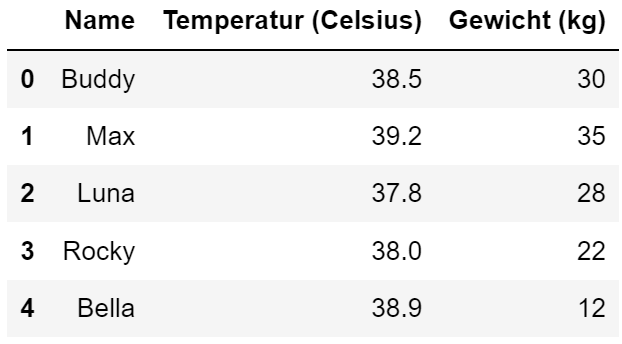 Name Temperatur (Celsius) Gewicht (kg)
0 Buddy 38.5 30
1 Max 39.2 35
2 Luna 37.8 28
3 Rocky 38.0 22
4 Bella 38.9 12